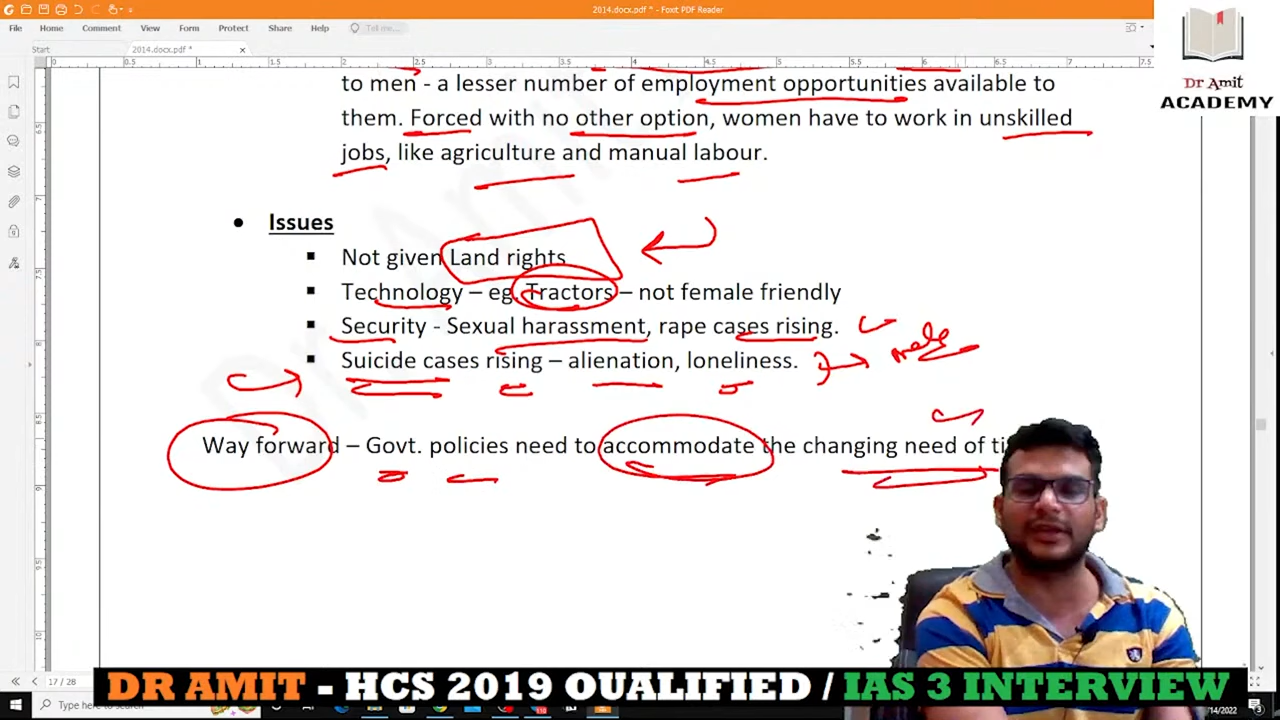 2014.docx.pdf * - Foxit PDF Reader
File Home Comment View Form Protect Share Help Tell me...
Start 2014.docx.pdf *
Dr Amit
ACADEMY
to men - a lesser number of employment opportunities available to
them. Forced with no other option, women have to work in unskilled
jobs, like agriculture and manual labour.
• Issues
▪ Not given Land rights
▪ Technology – eg. Tractors – not female friendly
▪ Security - Sexual harassment, rape cases rising.
▪ Suicide cases rising – alienation, loneliness.
Way forward – Govt. policies need to accommodate the changing need of
17 / 28
DR AMIT - HCS 2019 QUALIFIED / IAS 3 INTERVIEW
Type here to search